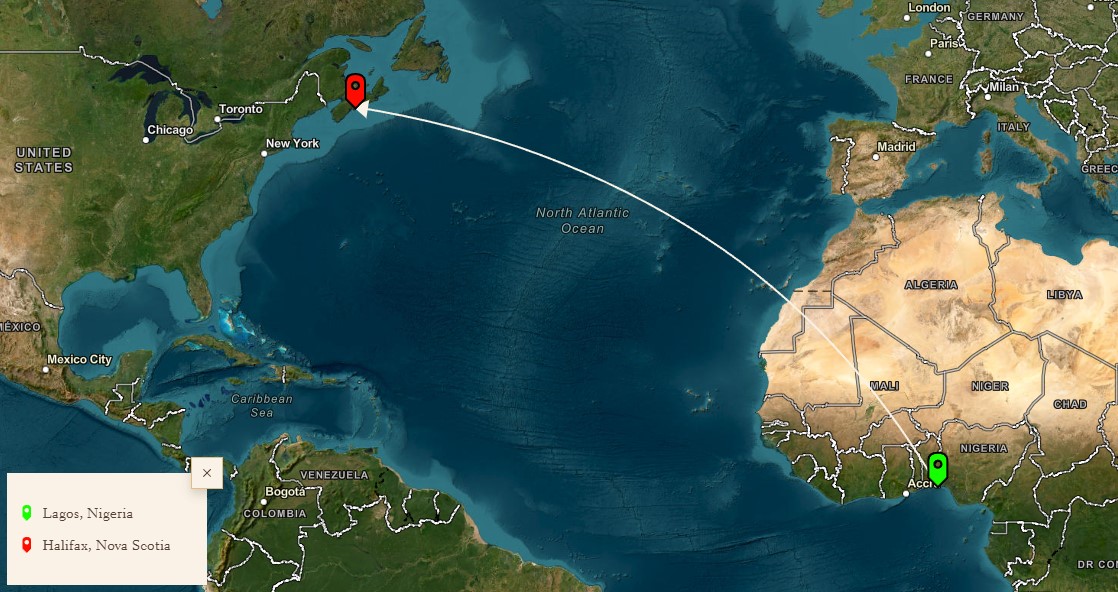 London
GERMANY
Paris
FRANCE
Milan
ITALY
Toronto
Chicago
New York
UNITED
STATES
Madrid
GREEC
North Atlantic
Ocean
ALGERIA
LIBYA
MÉXICO
Mexico City
MALI
NIGER
CHAD
Caribbean
Sea
NIGERIA
VENEZUELA
Accr
Bogotá
COLOMBIA
DR CO
×
Lagos, Nigeria
Halifax, Nova Scotia